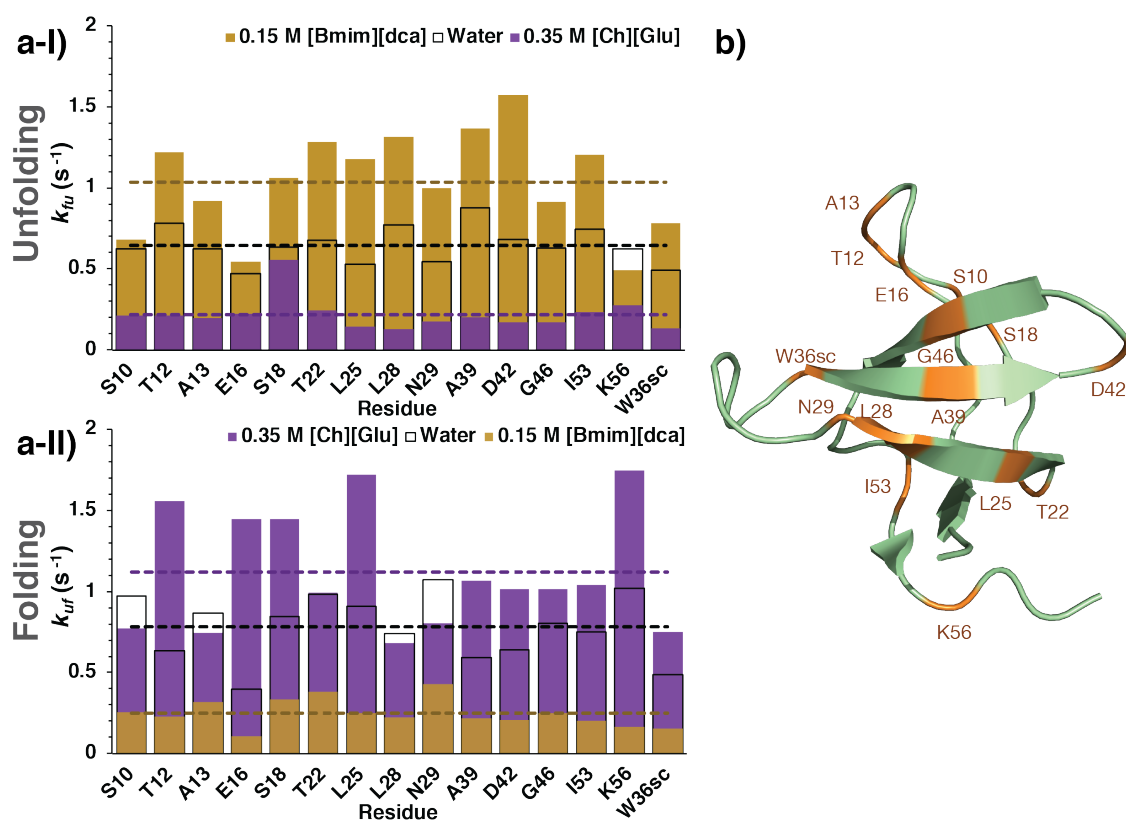 a-I)
0.15 M [Bmim][dca] Water 0.35 M [Ch][Glu]
Unfolding
kfu (s-1)
2
1.5
1
0.5
0
S10 T12 A13 E16 S18 T22 L25 L28 N29 A39 D42 G46 I53 K56 W36sc
Residue
a-II)
0.35 M [Ch][Glu] Water 0.15 M [Bmim][dca]
Folding
kuf (s-1)
2
1.5
1
0.5
0
S10 T12 A13 E16 S18 T22 L25 L28 N29 A39 D42 G46 I53 K56 W36sc
Residue
b)
A13
T12
S10
E16
S18
W36sc
G46
D42
N29
L28
A39
I53
L25
T22
K56